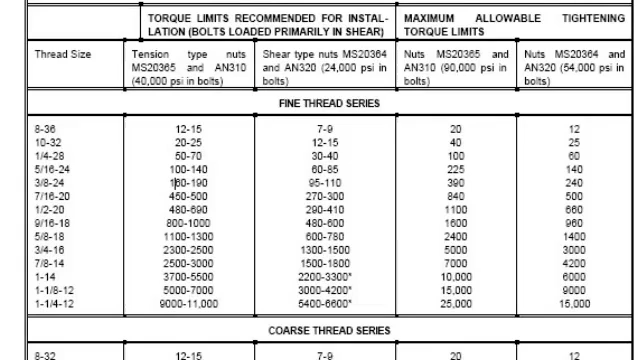 TORQUE LIMITS RECOMMENDED FOR INSTAL-
LATION (BOLTS LOADED PRIMARILY IN SHEAR)
MAXIMUM ALLOWABLE TIGHTENING
TORQUE LIMITS
Thread Size
Tension type nuts
MS20365 and AN310
(40,000 psi in bolts)
Shear type nuts MS20364
and AN320 (24,000 psi in
bolts)
Nuts MS20365 and
AN310 (90,000 psi in
bolts)
Nuts MS20364 and
AN320 (54,000 psi in
bolts)
FINE THREAD SERIES
8-36 12-15 7-9 20 12
10-32 20-25 12-15 40 25
1/4-28 50-70 30-40 100 60
5/16-24 100-140 60-85 225 140
3/8-24 160-190 95-110 390 240
7/16-20 450-500 270-300 840 500
1/2-20 480-690 290-410 1100 660
9/16-18 800-1000 480-600 1600 960
5/8-18 1100-1300 600-780 2400 1400
3/4-16 2300-2500 1300-1500 5000 3000
7/8-14 2500-3000 1500-1800 7000 4200
1-14 3700-5500 2200-3300* 10,000 6000
1-1/8-12 5000-7000 3000-4200* 15,000 9000
1-1/4-12 9000-11,000 5400-6600* 25,000 15,000
COARSE THREAD SERIES
8-32 12-15 7-9 20 12